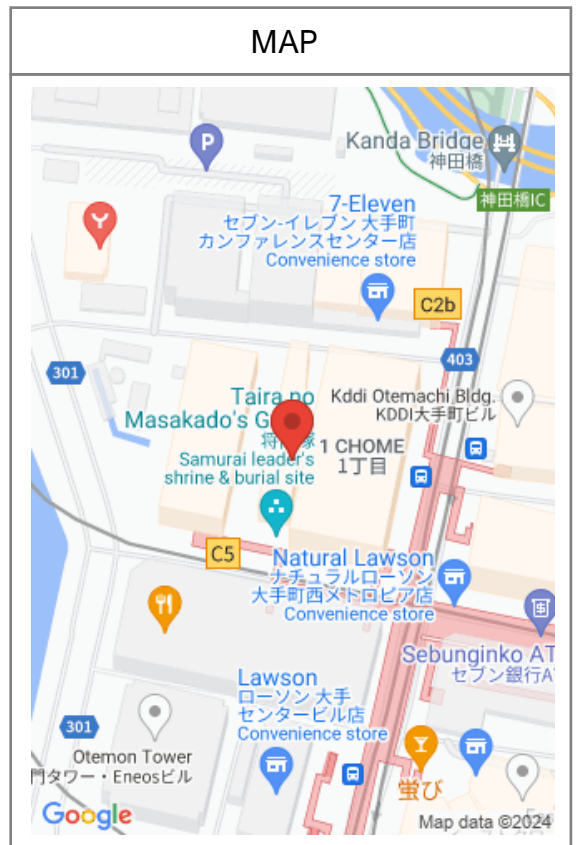 MAP
P
Kanda Bridge
神田橋
神田橋IC
7-Eleven
セブン-イレブン 大手町
カンファレンスセンター店
Convenience store
C2b
403
301
Taira no
Masakado's G
Kddi Otemachi Bldg.
KDDI大手町ビル
1 CHOME
1丁目
Samurai leader's
shrine & burial site
C5
Natural Lawson
ナチュラルローソン
大手町西メトロピア店
Convenience store
Sebunginko AT
セブン銀行A
Lawson
ローソン 大手
センタービル店
Convenience store
301
Otemon Tower
門タワー・Eneosビル
蛍び
Google
Map data ©2024